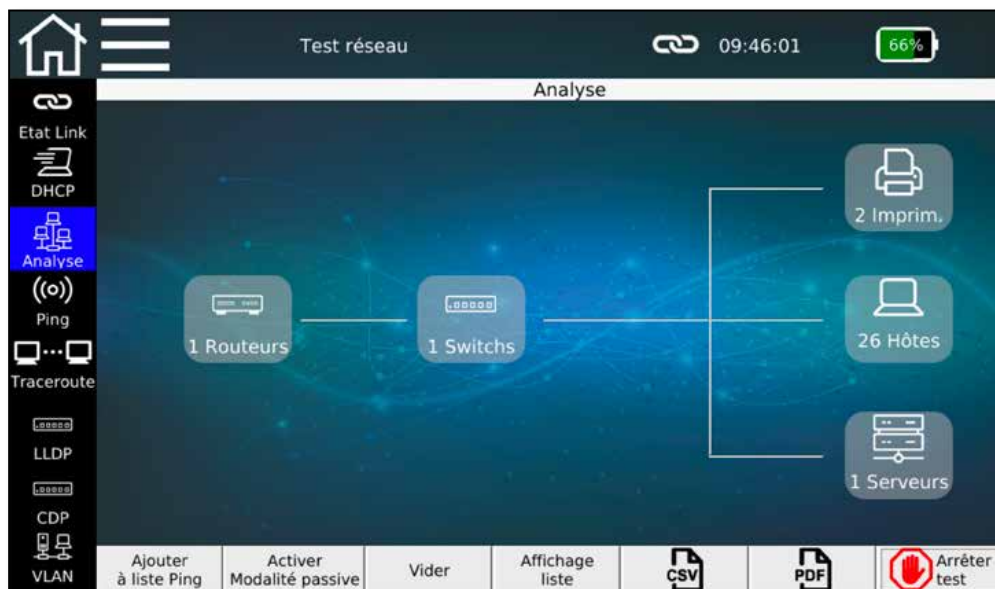 Test réseau
09:46:01
66%
Analyse
Etat Link
DHCP
Analyse
Ping
Traceroute
LLDP
CDP
VLAN
2 Imprim.
1 Routeurs
1 Switchs
26 Hôtes
1 Serveurs
Ajouter
à liste Ping
Activer
Modalité passive
Vider
Affichage
liste
CSV
PDF
Arrêter
test